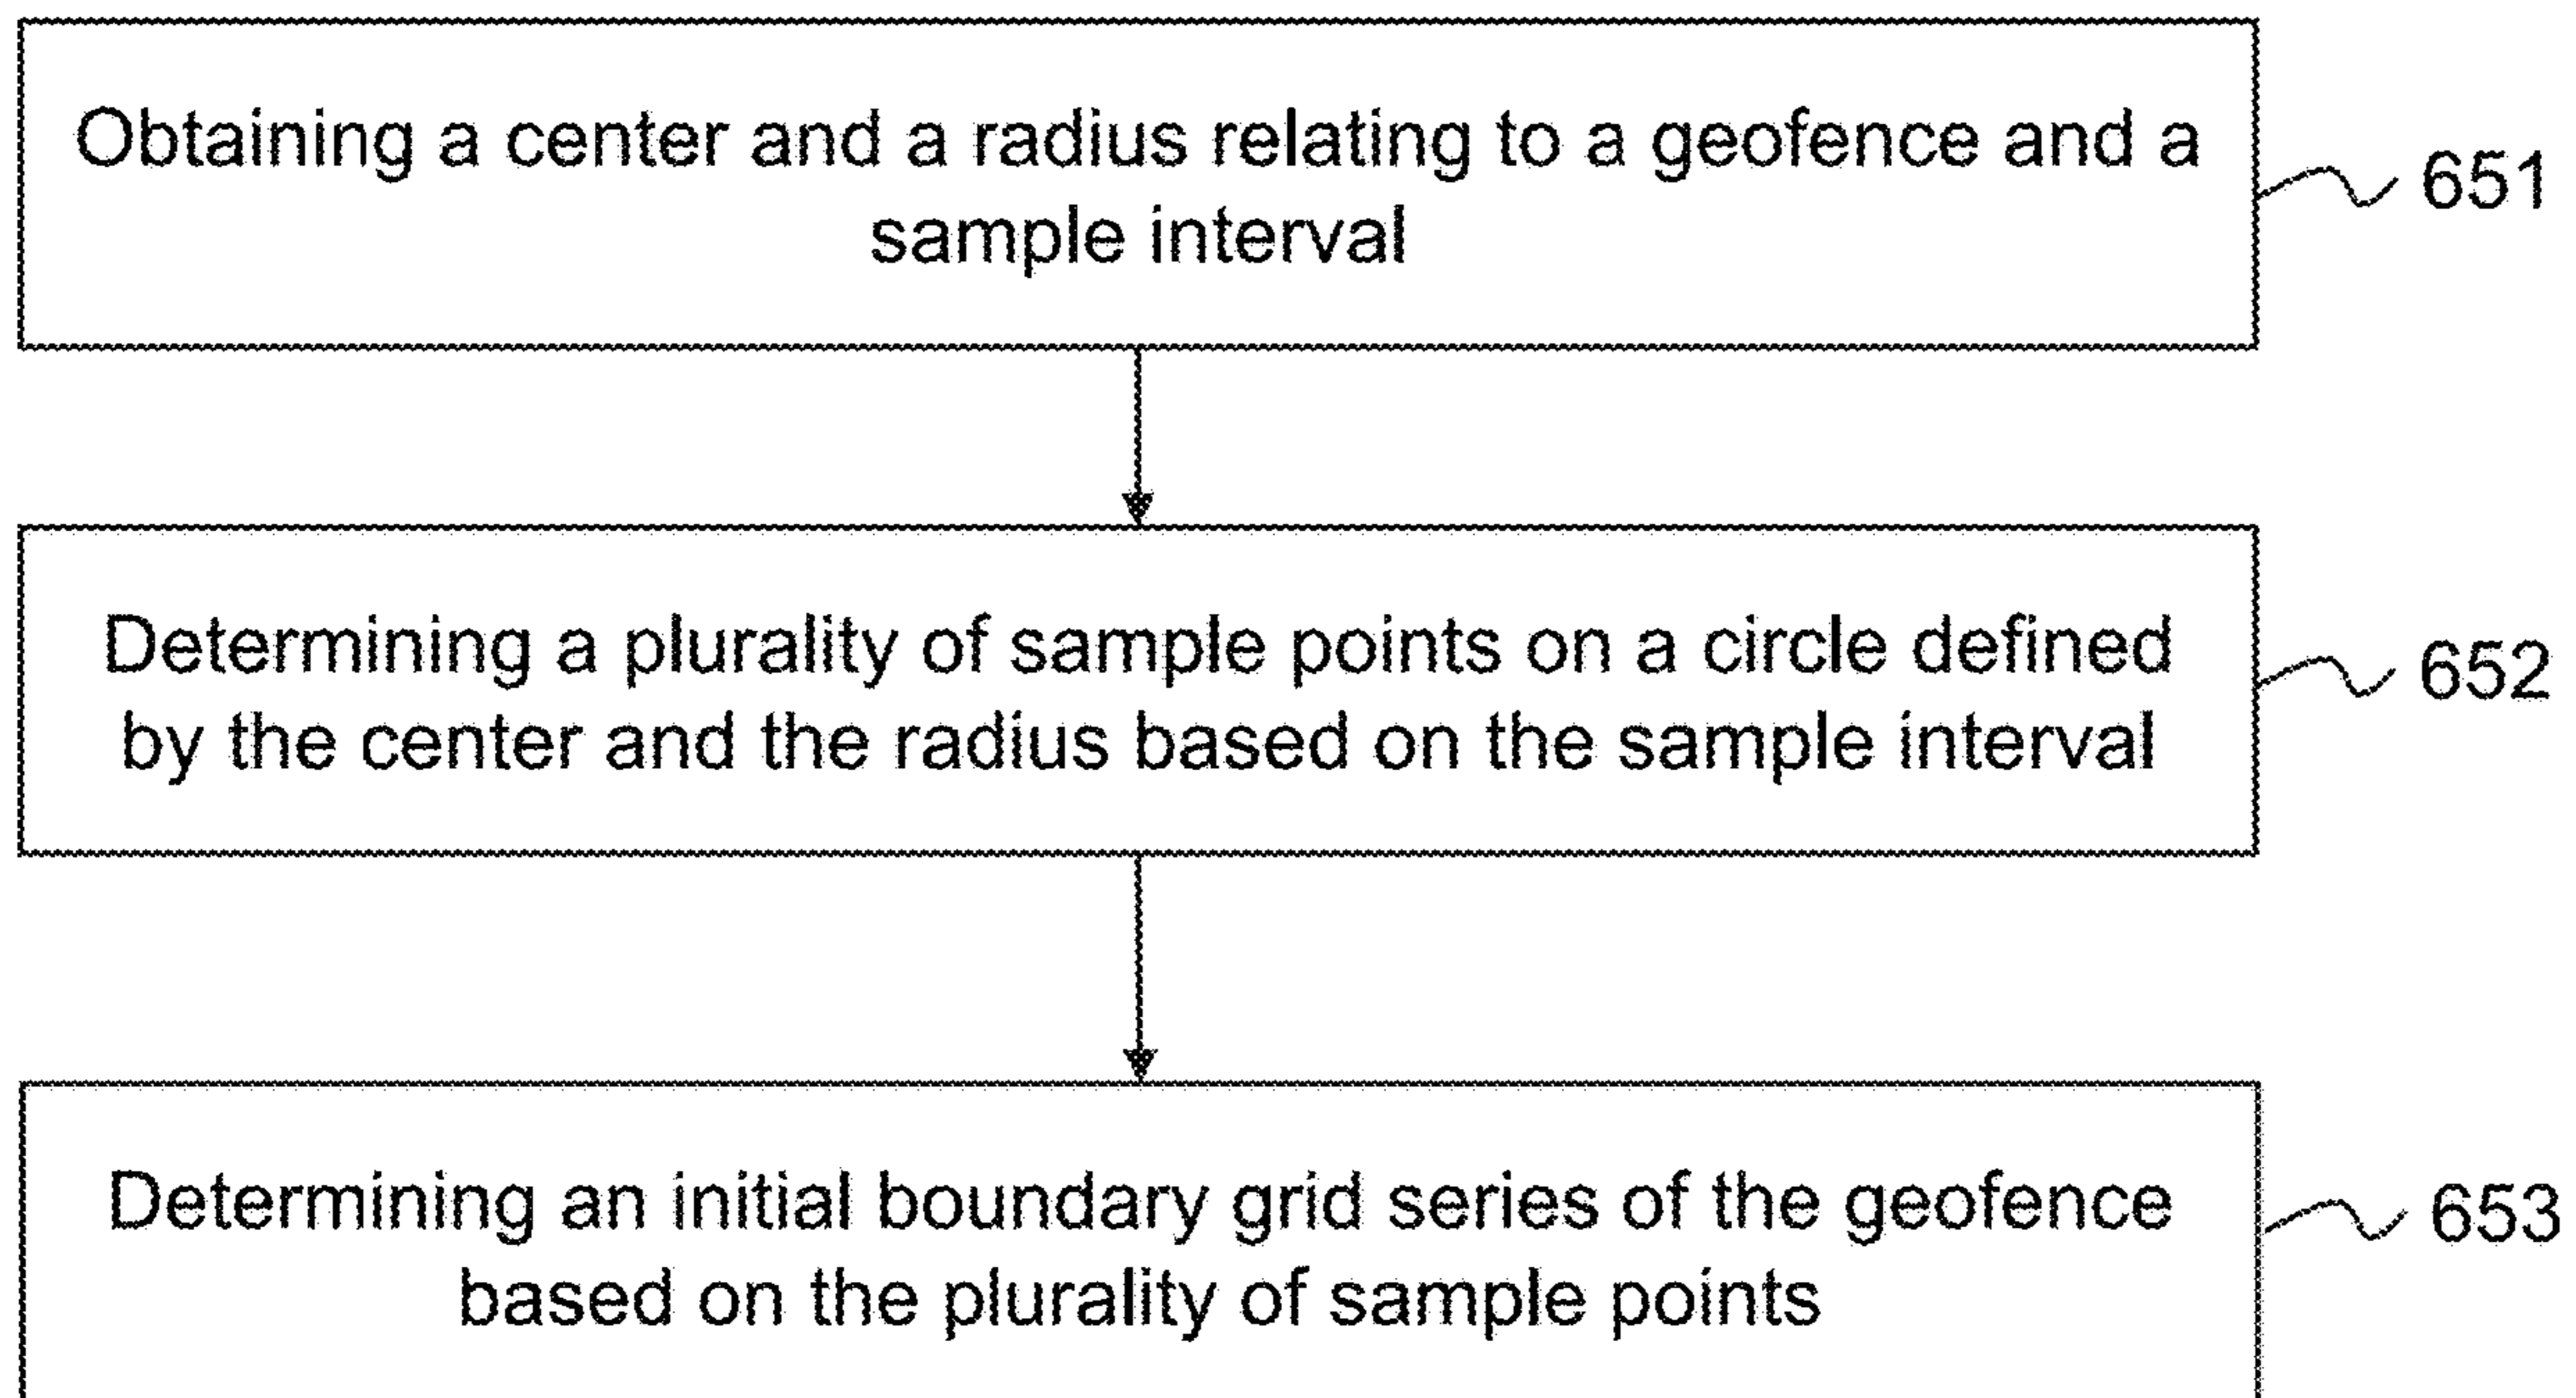 Obtaining a center and a radius relating to a geofence and a
sample interval
651
Determining a plurality of sample points on a circle defined
by the center and the radius based on the sample interval
652
Determining an initial boundary grid series of the geofence
based on the plurality of sample points
653